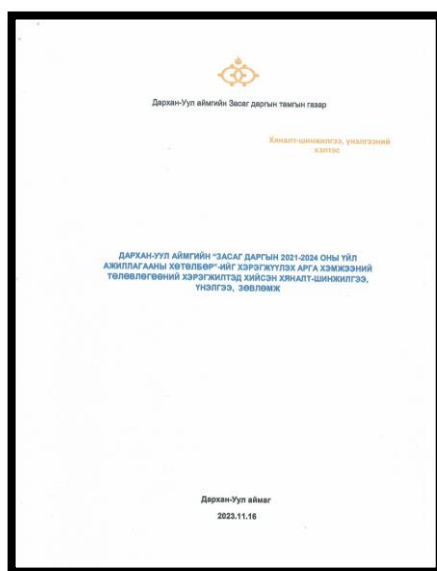 Дархан-Уул аймгийн Засаг даргын тамгын газар
Хяналт-шинжилгээ, үнэлгээний
хэлтэс
ДАРХАН-УУЛ АЙМГИЙН “ЗАСАГ ДАРГЫН 2021-2024 ОНЫ ҮЙЛ
АЖИЛЛАГААНЫ ХӨТӨЛБӨР”-ИЙГ ХЭРЭГЖҮҮЛЭХ АРГА ХЭМЖЭЭНИЙ
ТӨЛӨВЛӨГӨӨНИЙ ХЭРЭГЖИЛТЭД ХИЙСЭН ХЯНАЛТ-ШИНЖИЛГЭЭ,
ҮНЭЛГЭЭ, ЗӨВЛӨМЖ
Дархан-Уул аймаг
2023.11.16